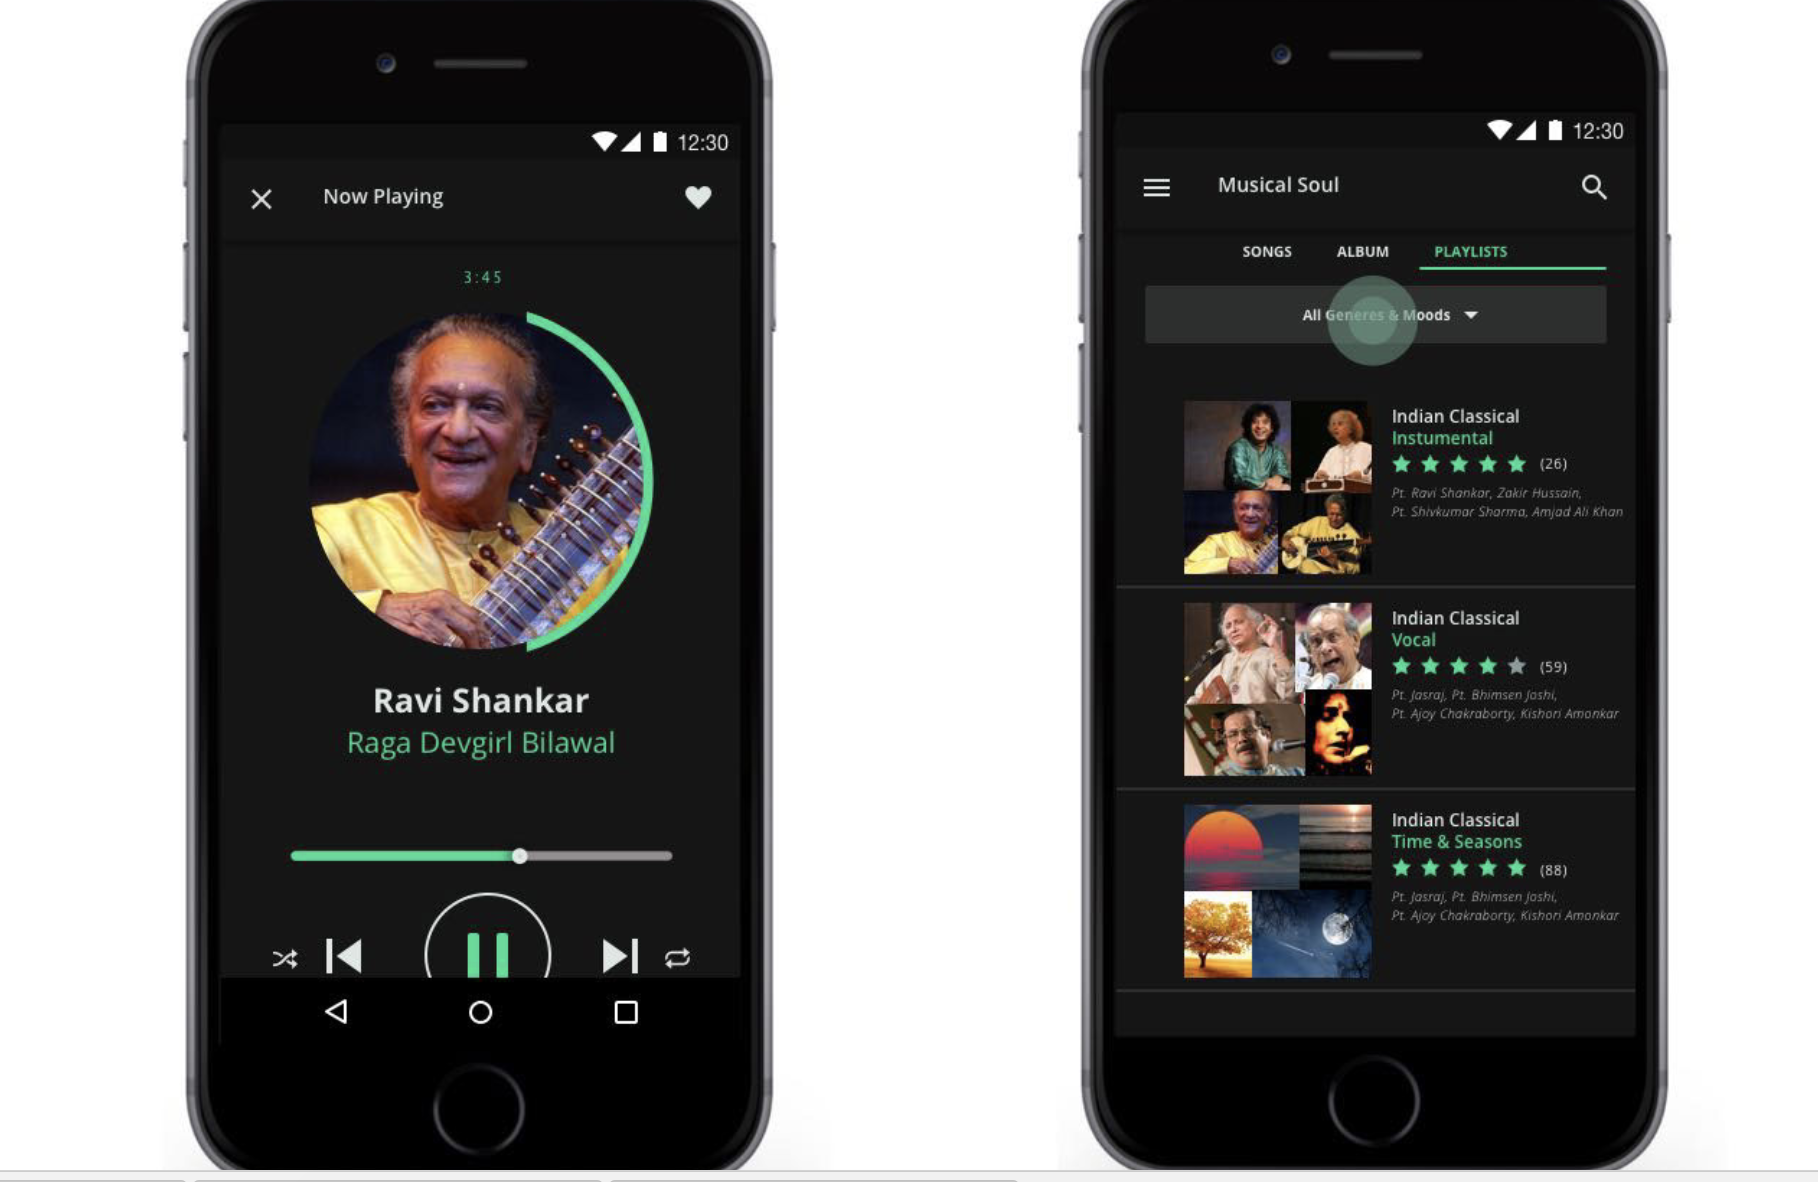 12:30
Now Playing
3:45
Ravi Shankar
Raga Devgirl Bilawal
12:30
Musical Soul
SONGS ALBUM PLAYLISTS
All Generes & Moods
Indian Classical
Instumental
(26)
Pt. Ravi Shankar, Zakir Hussain,
Pt. Shivkumar Sharma, Amjad Ali Khan
Indian Classical
Vocal
(59)
Pt. Jasraj, Pt. Bhimsen Joshi,
Pt. Ajoy Chakraborty, Kishori Amonkar
Indian Classical
Time & Seasons
(88)
Pt. Jasraj, Pt. Bhimsen Joshi,
Pt. Ajoy Chakraborty, Kishori Amonkar